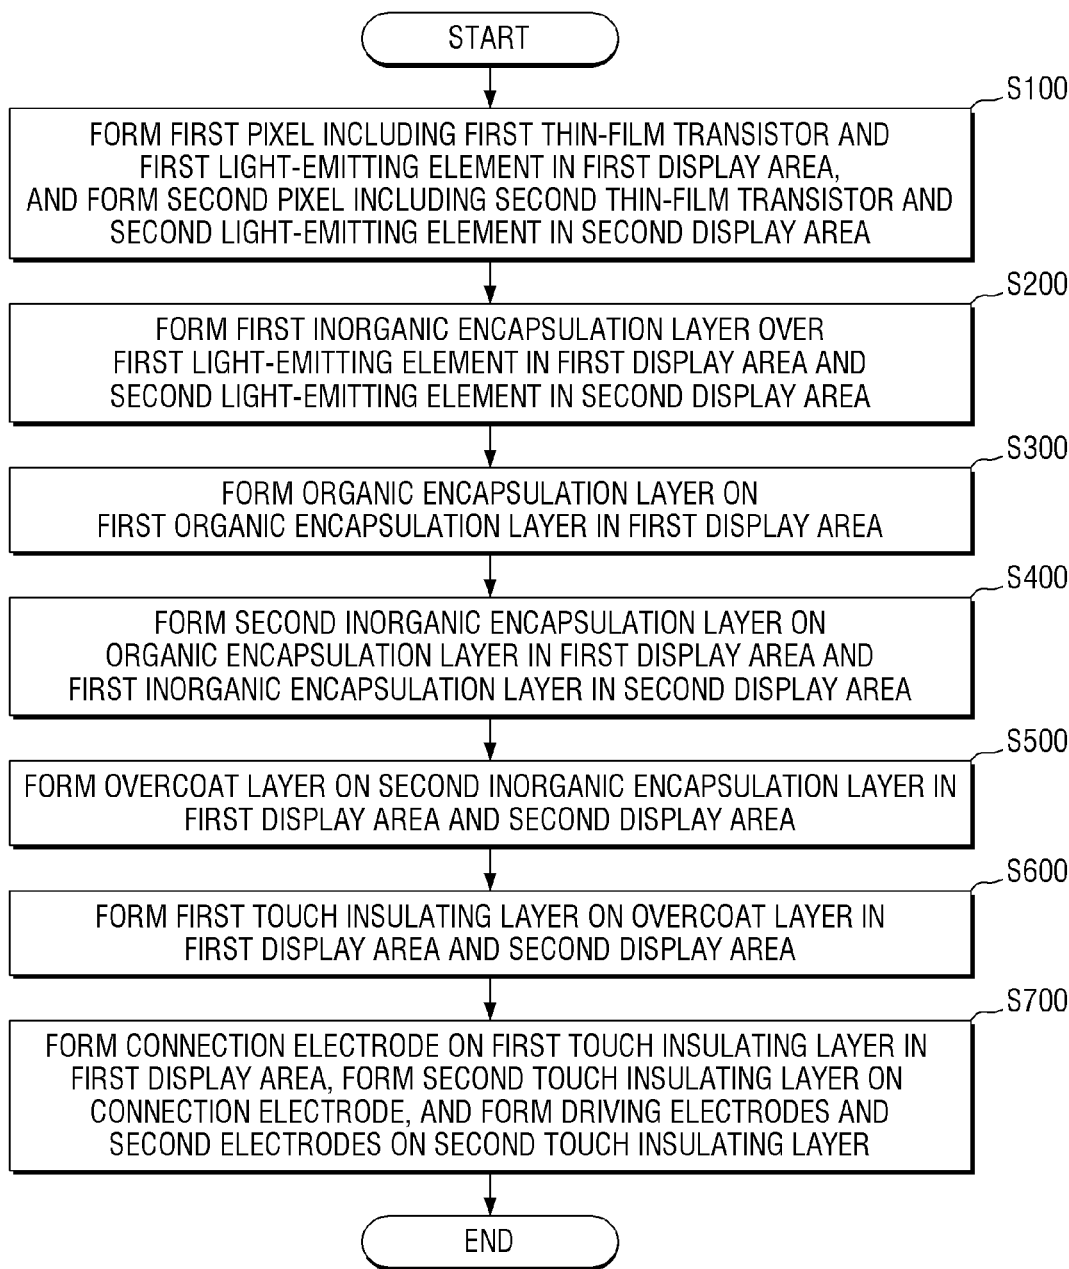 START
S100
FORM FIRST PIXEL INCLUDING FIRST THIN-FILM TRANSISTOR AND
FIRST LIGHT-EMITTING ELEMENT IN FIRST DISPLAY AREA,
AND FORM SECOND PIXEL INCLUDING SECOND THIN-FILM TRANSISTOR AND
SECOND LIGHT-EMITTING ELEMENT IN SECOND DISPLAY AREA
S200
FORM FIRST INORGANIC ENCAPSULATION LAYER OVER
FIRST LIGHT-EMITTING ELEMENT IN FIRST DISPLAY AREA AND
SECOND LIGHT-EMITTING ELEMENT IN SECOND DISPLAY AREA
S300
FORM ORGANIC ENCAPSULATION LAYER ON
FIRST ORGANIC ENCAPSULATION LAYER IN FIRST DISPLAY AREA
S400
FORM SECOND INORGANIC ENCAPSULATION LAYER ON
ORGANIC ENCAPSULATION LAYER IN FIRST DISPLAY AREA AND
FIRST INORGANIC ENCAPSULATION LAYER IN SECOND DISPLAY AREA
S500
FORM OVERCOAT LAYER ON SECOND INORGANIC ENCAPSULATION LAYER IN
FIRST DISPLAY AREA AND SECOND DISPLAY AREA
S600
FORM FIRST TOUCH INSULATING LAYER ON OVERCOAT LAYER IN
FIRST DISPLAY AREA AND SECOND DISPLAY AREA
S700
FORM CONNECTION ELECTRODE ON FIRST TOUCH INSULATING LAYER IN
FIRST DISPLAY AREA, FORM SECOND TOUCH INSULATING LAYER ON
CONNECTION ELECTRODE, AND FORM DRIVING ELECTRODES AND
SECOND ELECTRODES ON SECOND TOUCH INSULATING LAYER
END